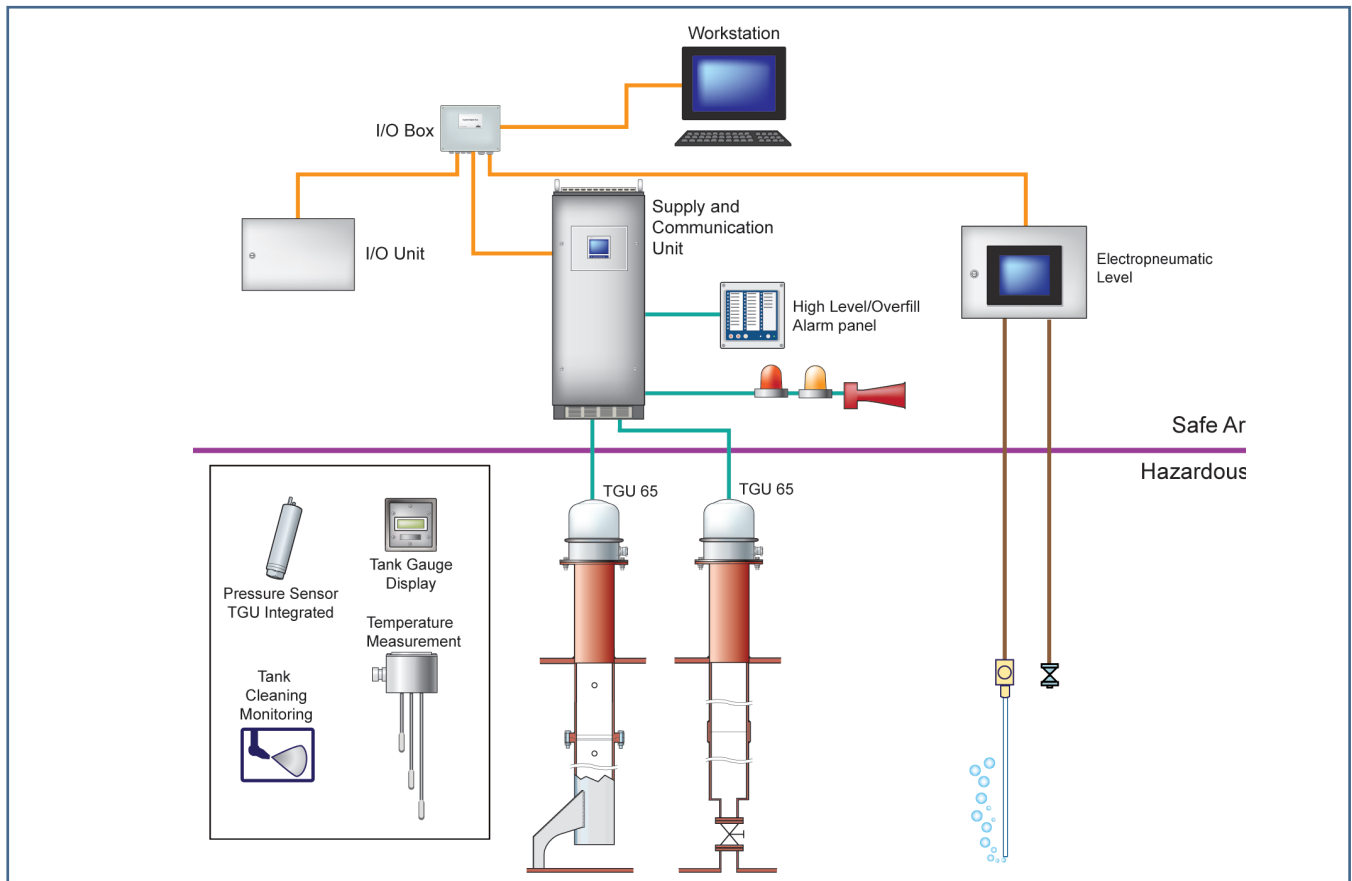 Workstation
I/O Box
Supply and
Communication
Unit
I/O Unit
Electropneumatic
Level
High Level/Overfill
Alarm panel
Safe Ar
Hazardous
TGU 65
TGU 65
Tank Gauge
Display
Pressure Sensor
TGU Integrated
Temperature
Measurement
Tank
Cleaning
Monitoring